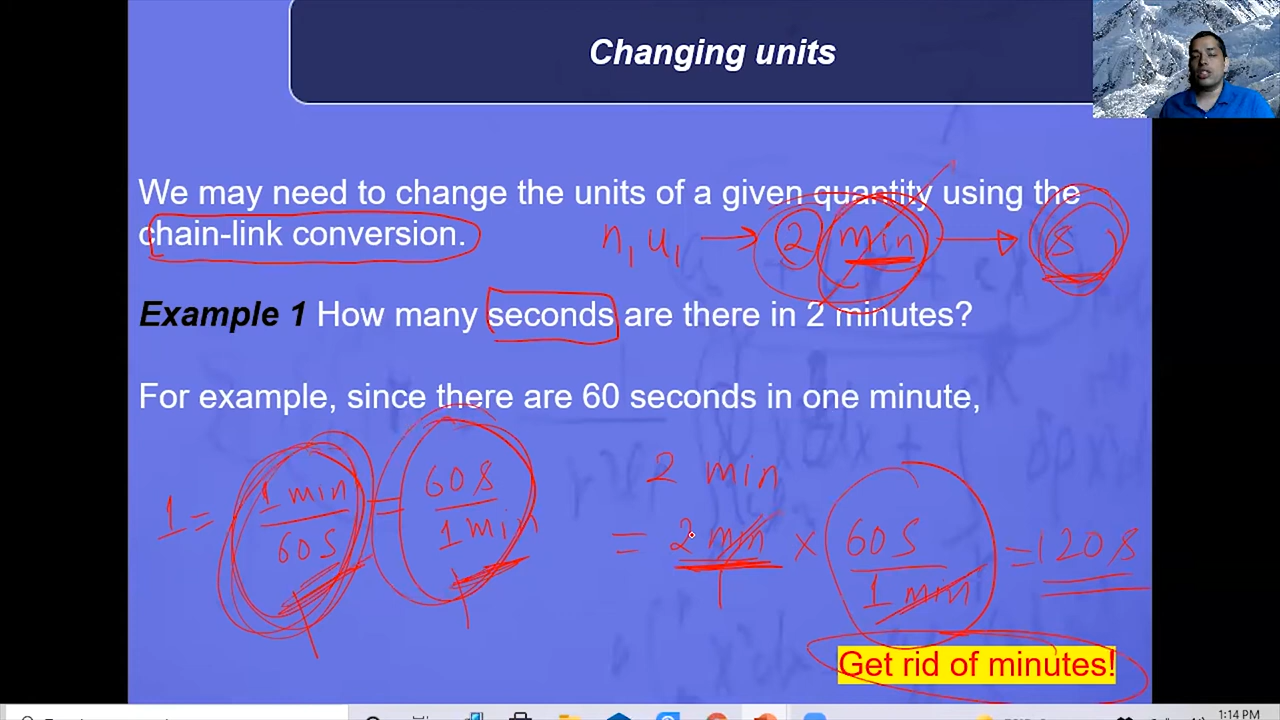 Changing units
We may need to change the units of a given quantity using the
chain-link conversion.
n₁u₁ → 2 min → s
Example 1 How many seconds are there in 2 minutes?
For example, since there are 60 seconds in one minute,
1 = 1 min / 60 s = 60 s / 1 min
2 min
= 2 min / 1 × 60 s / 1 min = 120 s
Get rid of minutes!
1:14 PM